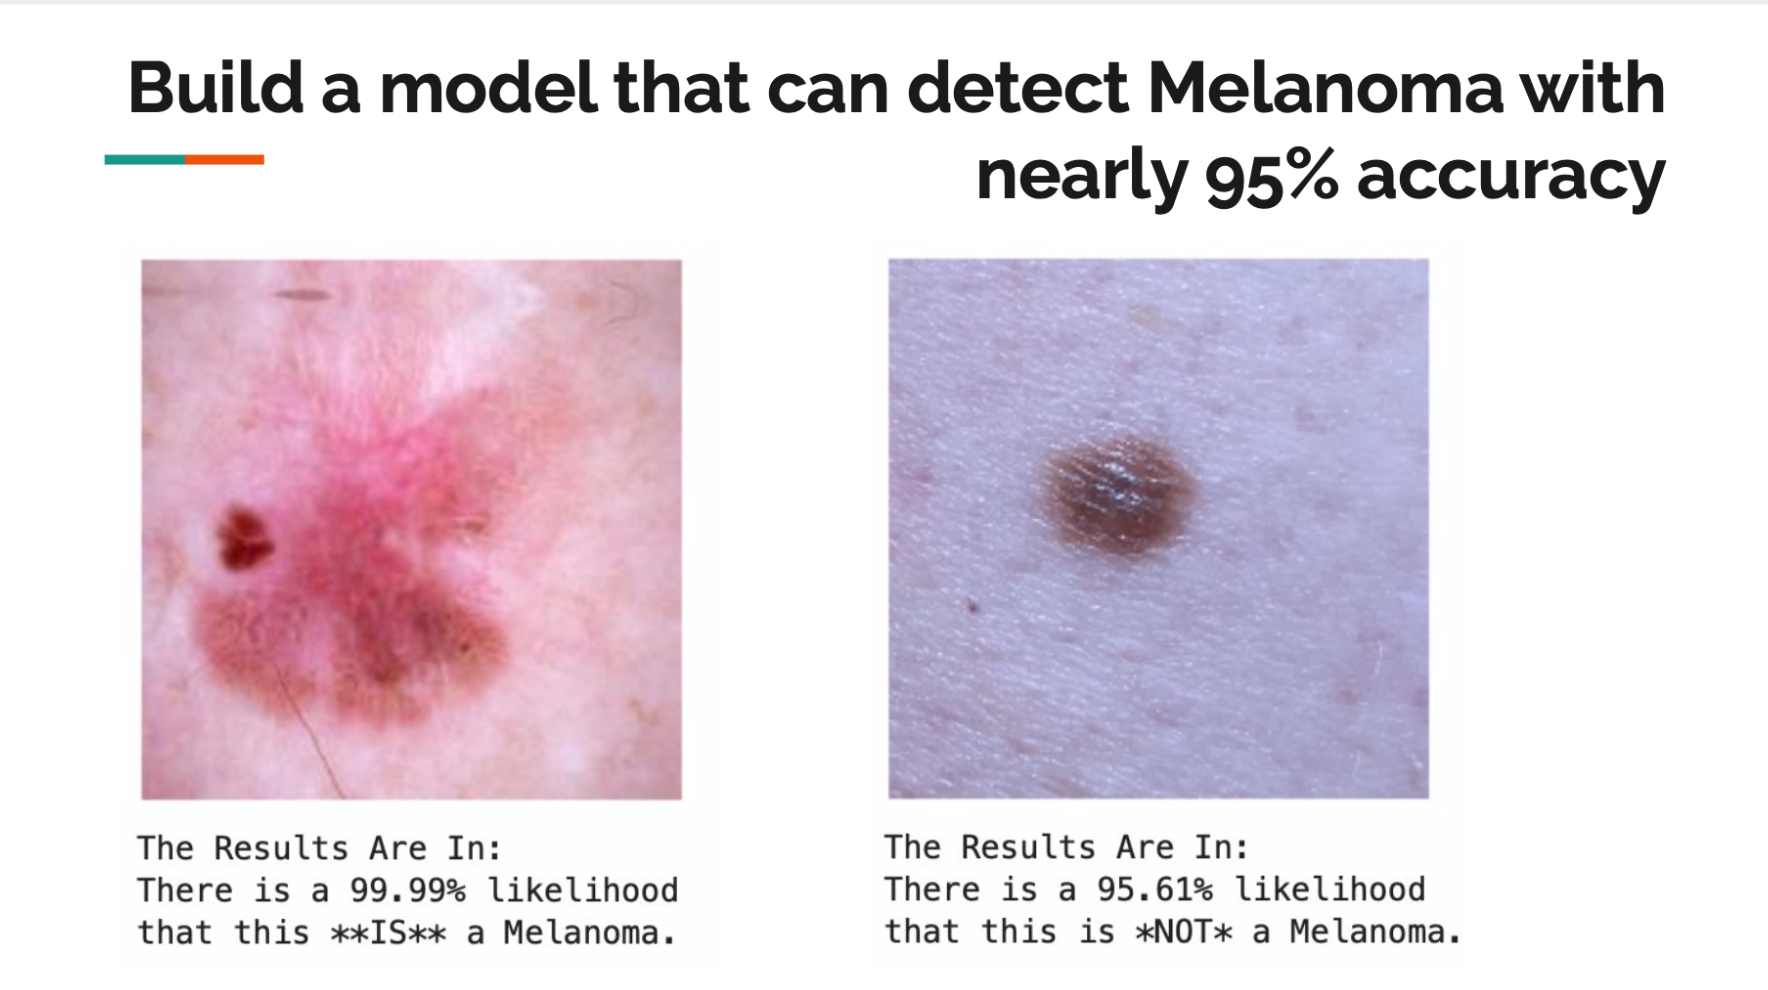 Build a model that can detect Melanoma with
nearly 95% accuracy
The Results Are In:
There is a 99.99% likelihood
that this **IS** a Melanoma.
The Results Are In:
There is a 95.61% likelihood
that this is *NOT* a Melanoma.